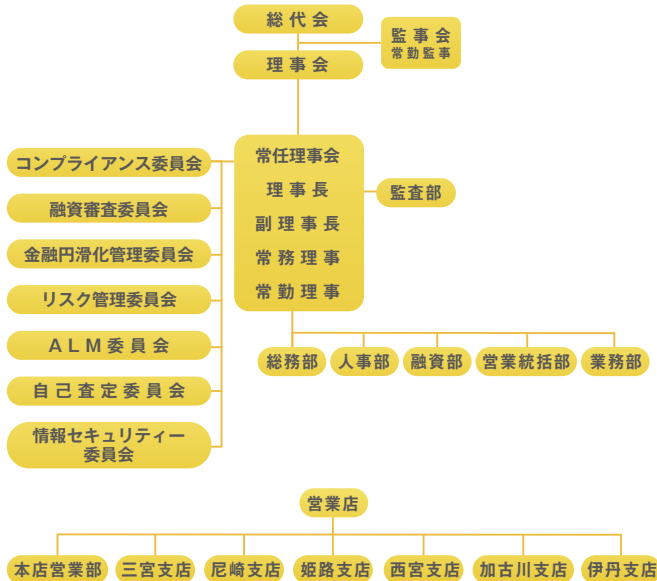 総代会
監事会
常勤監事
理事会
常任理事会
理事長
副理事長
常務理事
常勤理事
監査部
コンプライアンス委員会
融資審査委員会
金融円滑化管理委員会
リスク管理委員会
ALM委員会
自己査定委員会
情報セキュリティー
委員会
総務部
人事部
融資部
営業統括部
業務部
営業店
本店営業部
三宮支店
尼崎支店
姫路支店
西宮支店
加古川支店
伊丹支店